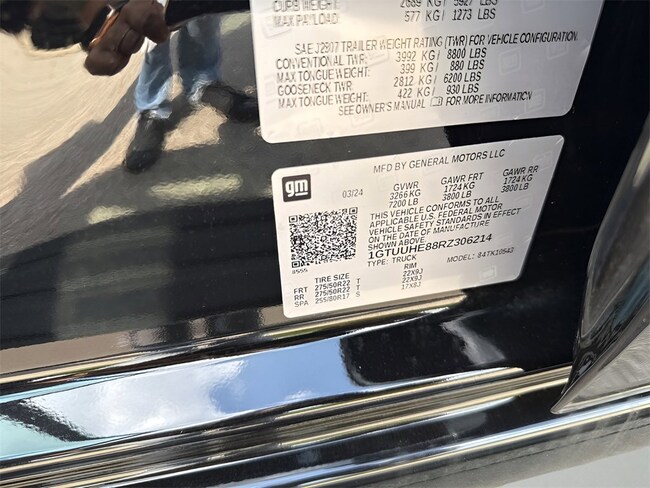 CURB WEIGHT: 2689 KG/ 5927 LBS
MAX PAYLOAD: 577 KG/ 1273 LBS
SAE J2807 TRAILER WEIGHT RATING (TWR) FOR VEHICLE CONFIGURATION
CONVENTIONAL TWR: 3992 KG/ 8800 LBS
MAX TONGUE WEIGHT: 399 KG/ 880 LBS
GOOSENECK TWR: 2812 KG/ 6200 LBS
MAX TONGUE WEIGHT: 422 KG/ 930 LBS
SEE OWNER'S MANUAL FOR MORE INFORMATION
gm
MFD BY GENERAL MOTORS LLC
03/24 GVWR GAWR FRT GAWR RR
3266 KG 1724 KG 1724 KG
7200 LB 3800 LB 3800 LB
THIS VEHICLE CONFORMS TO ALL
APPLICABLE U.S. FEDERAL MOTOR
VEHICLE SAFETY STANDARDS IN EFFECT
ON THE DATE OF MANUFACTURE
SHOWN ABOVE.
1GTUUHE88RZ306214
TYPE: TRUCK MODEL: 84TK10543
8555
TIRE SIZE RIM
FRT 275/50R22 T 22X9J
RR 275/50R22 T 22X9J
SPA 255/80R17 S 17X8J